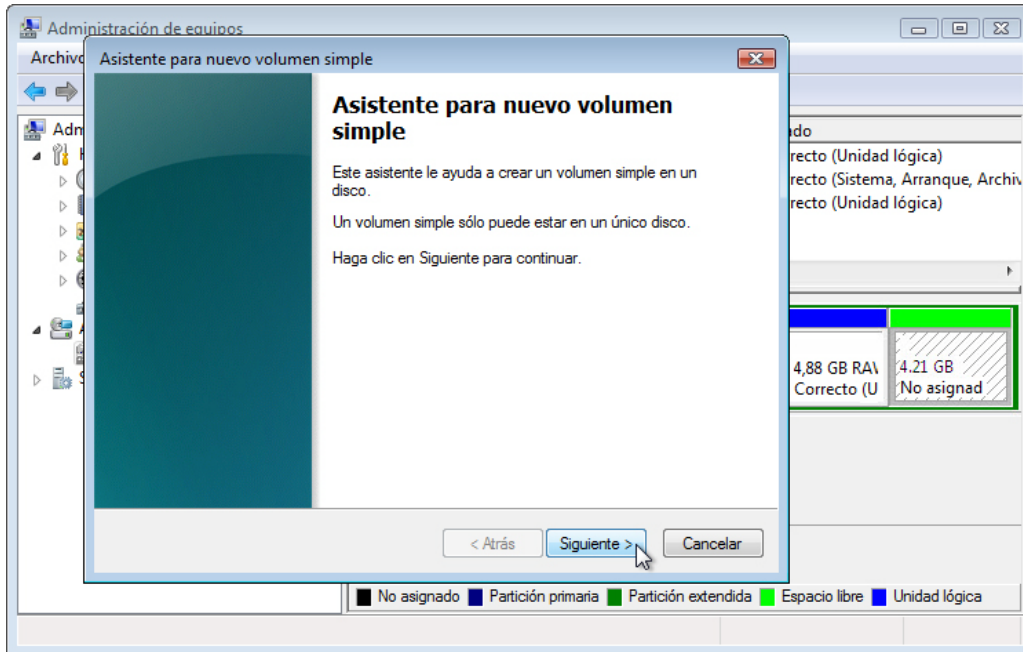 Administración de equipos
Archivo
Asistente para nuevo volumen simple
Asistente para nuevo volumen
simple
Este asistente le ayuda a crear un volumen simple en un
disco.
Un volumen simple sólo puede estar en un único disco.
Haga clic en Siguiente para continuar.
< Atrás
Siguiente >
Cancelar
Adm
ado
recto (Unidad lógica)
recto (Sistema, Arranque, Archiv
recto (Unidad lógica)
4,88 GB RAW
Correcto (U
4.21 GB
No asignad
No asignado
Partición primaria
Partición extendida
Espacio libre
Unidad lógica